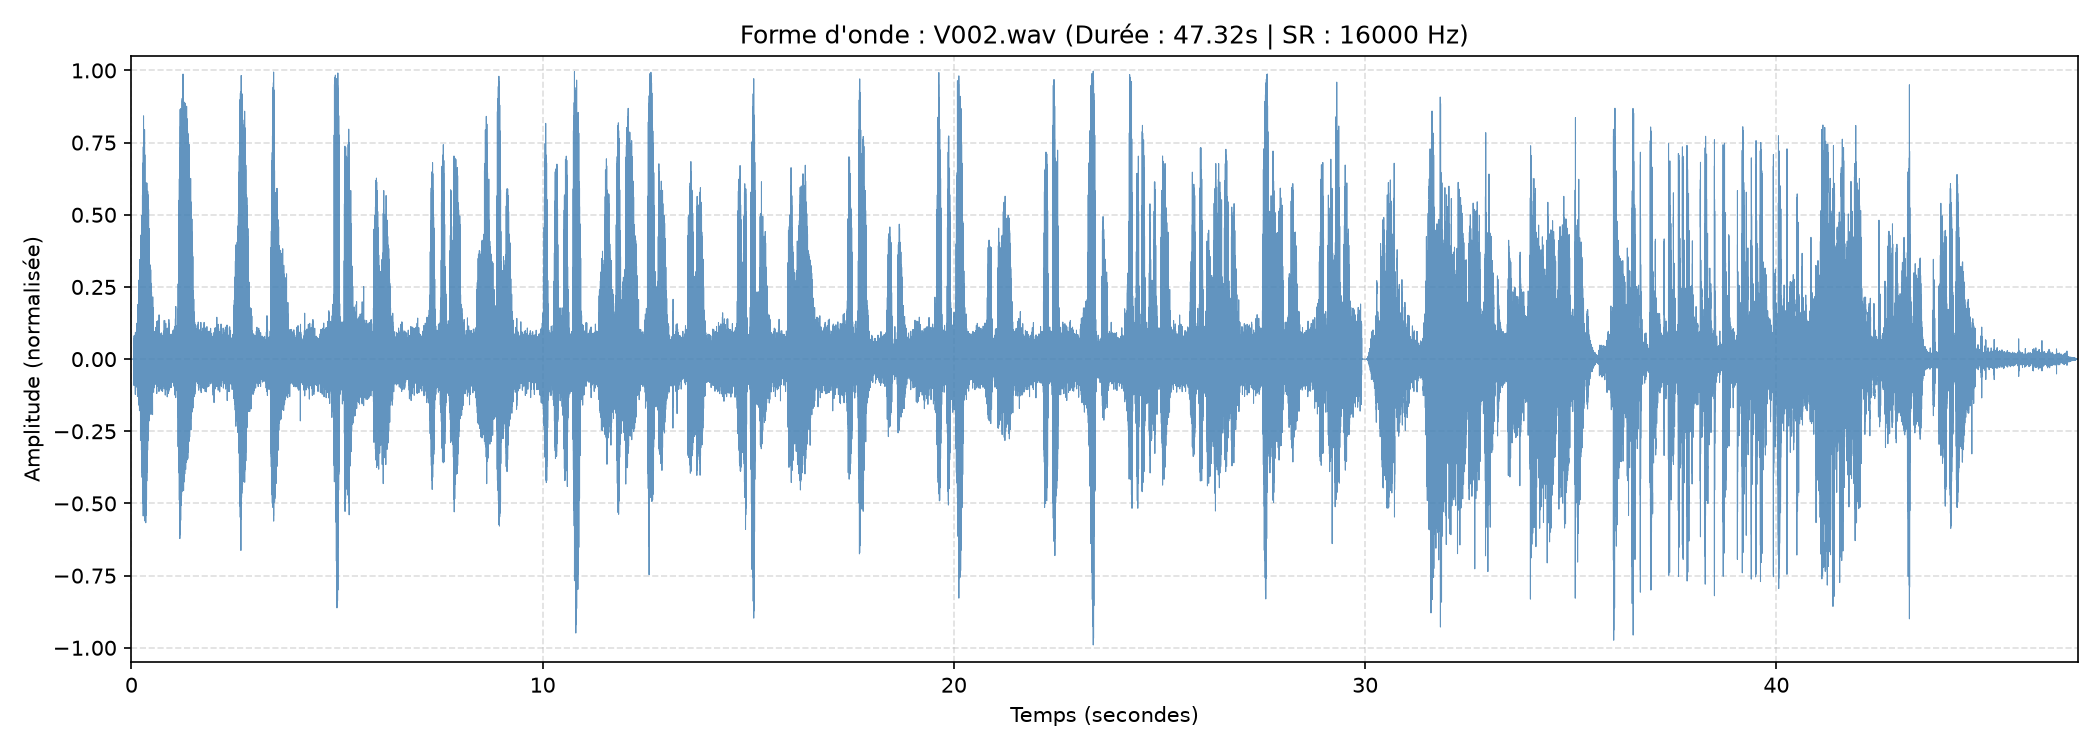 Forme d'onde : V002.wav (Durée : 47.32s | SR : 16000 Hz)
1.00
0.75
0.50
0.25
0.00
−0.25
−0.50
−0.75
−1.00
Amplitude (normalisée)
0 10 20 30 40
Temps (secondes)